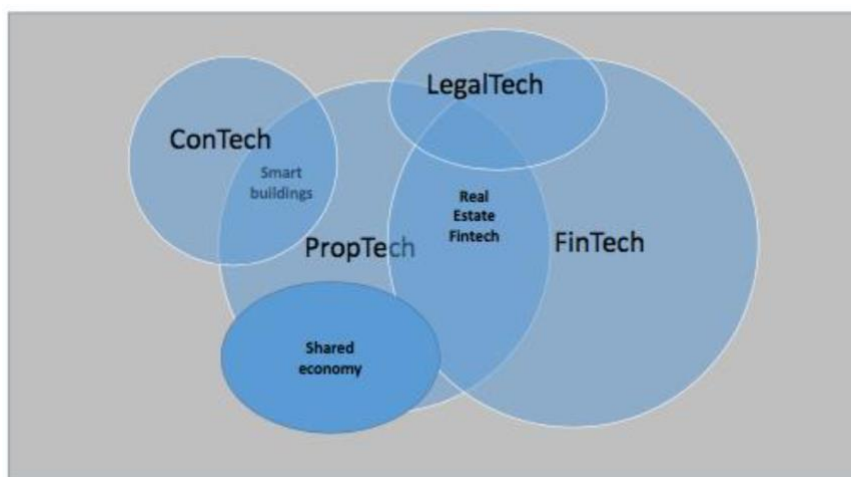 LegalTech
ConTech
Smart
buildings
Real
Estate
Fintech
PropTech
FinTech
Shared
economy